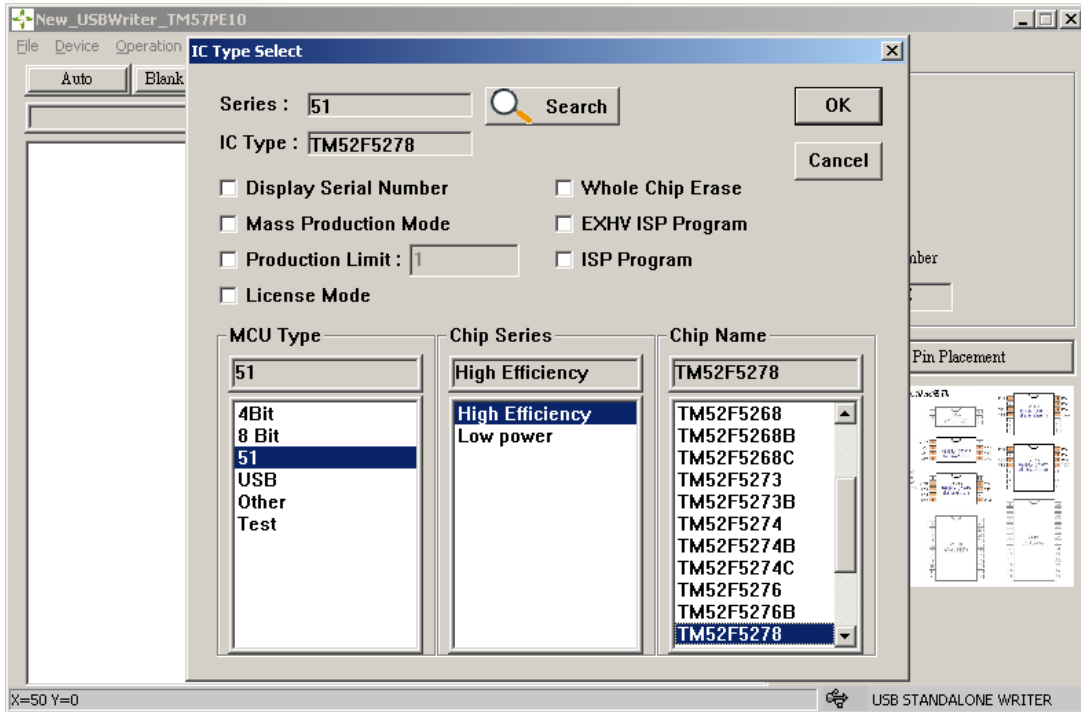 New_USBWriter_TM57PE10
File Device Operation
IC Type Select
Auto Blank
Series : 51 Search OK
IC Type : TM52F5278
Cancel
Display Serial Number Whole Chip Erase
Mass Production Mode EXHV ISP Program
Production Limit : 1 ISP Program
License Mode
nber
MCU Type Chip Series Chip Name
51 High Efficiency TM52F5278
Pin Placement
4Bit High Efficiency TM52F5268
8 Bit Low power TM52F5268B
51 TM52F5268C
USB TM52F5273
Other TM52F5273B
Test TM52F5274
TM52F5274B
TM52F5274C
TM52F5276
TM52F5276B
TM52F5278
X=50 Y=0 USB STANDALONE WRITER